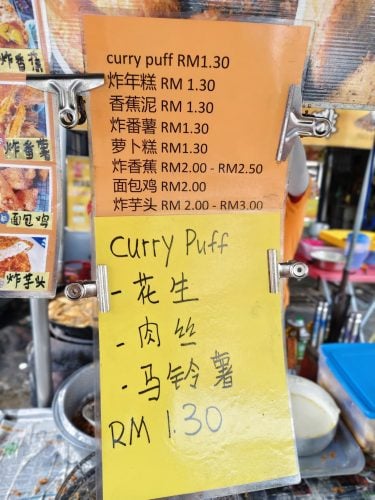 炸香蕉
炸番薯
面包鸡
炸芋头
curry puff RM1.30
炸年糕 RM 1.30
香蕉泥 RM 1.30
炸番薯 RM1.30
萝卜糕 RM1.30
炸香蕉 RM2.00 - RM2.50
面包鸡 RM2.00
炸芋头 RM 2.00 - RM3.00
Curry Puff
- 花生
- 肉丝
- 马铃薯
RM 1.30